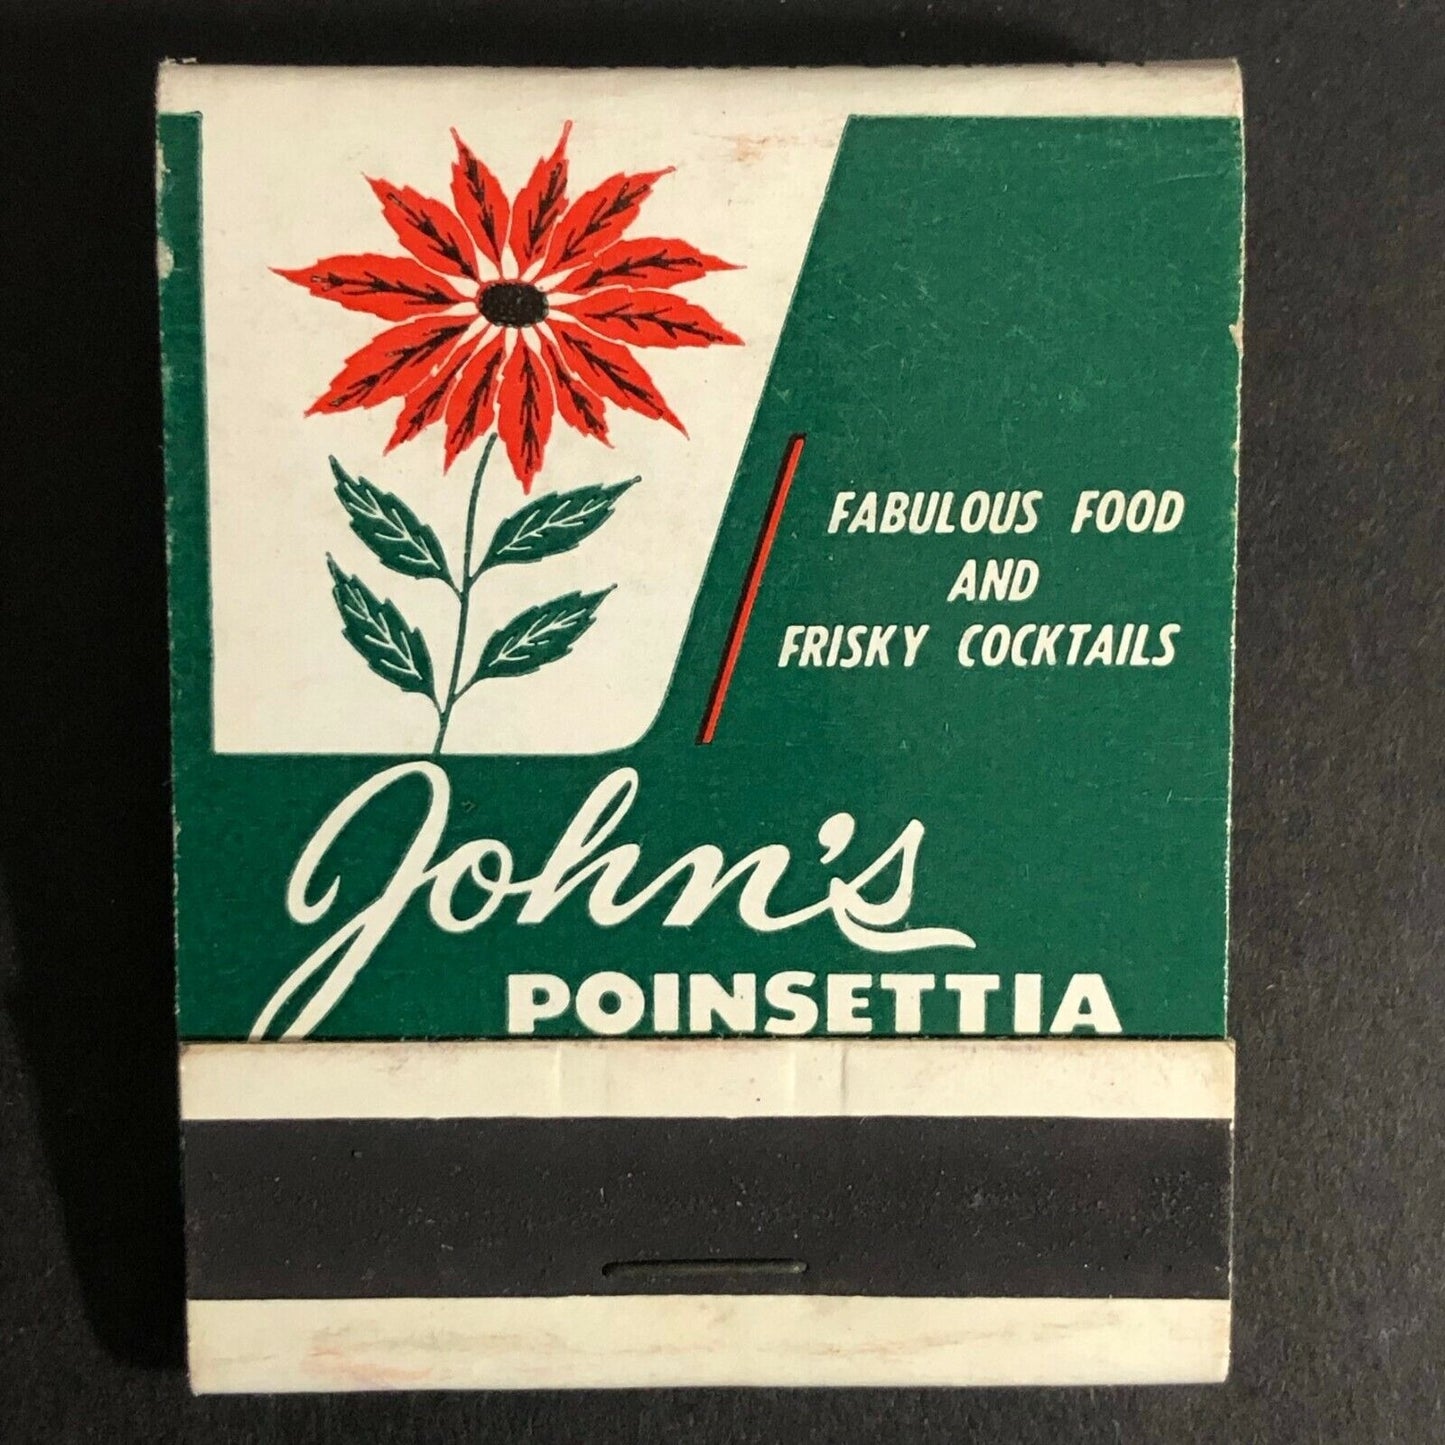 FABULOUS FOOD
AND
FRISKY COCKTAILS
John's
POINSETTIA